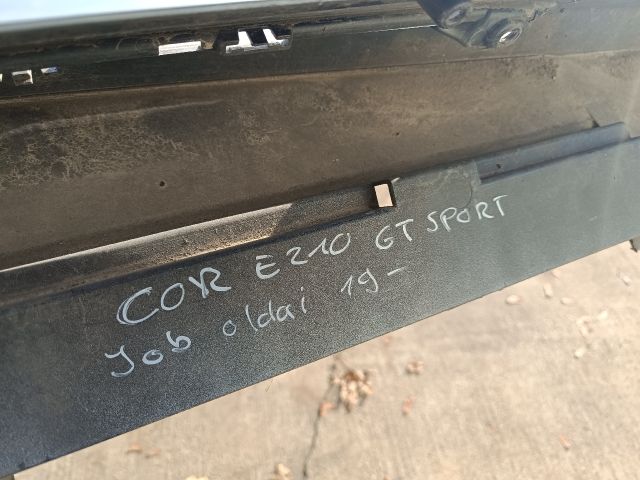 COR E210 GT SPORT
Job oldai 19-